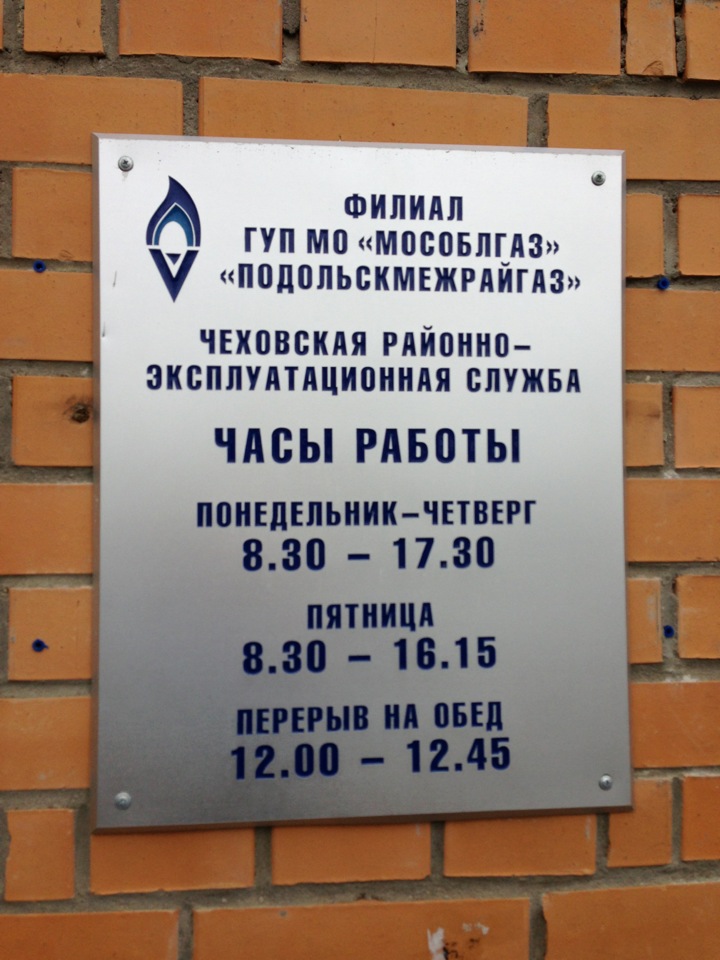 ФИЛИАЛ
ГУП МО «МОСОБЛГАЗ»
«ПОДОЛЬСКМЕЖРАЙГАЗ»
ЧЕХОВСКАЯ РАЙОННО–
ЭКСПЛУАТАЦИОННАЯ СЛУЖБА
ЧАСЫ РАБОТЫ
ПОНЕДЕЛЬНИК–ЧЕТВЕРГ
8.30 – 17.30
ПЯТНИЦА
8.30 – 16.15
ПЕРЕРЫВ НА ОБЕД
12.00 – 12.45